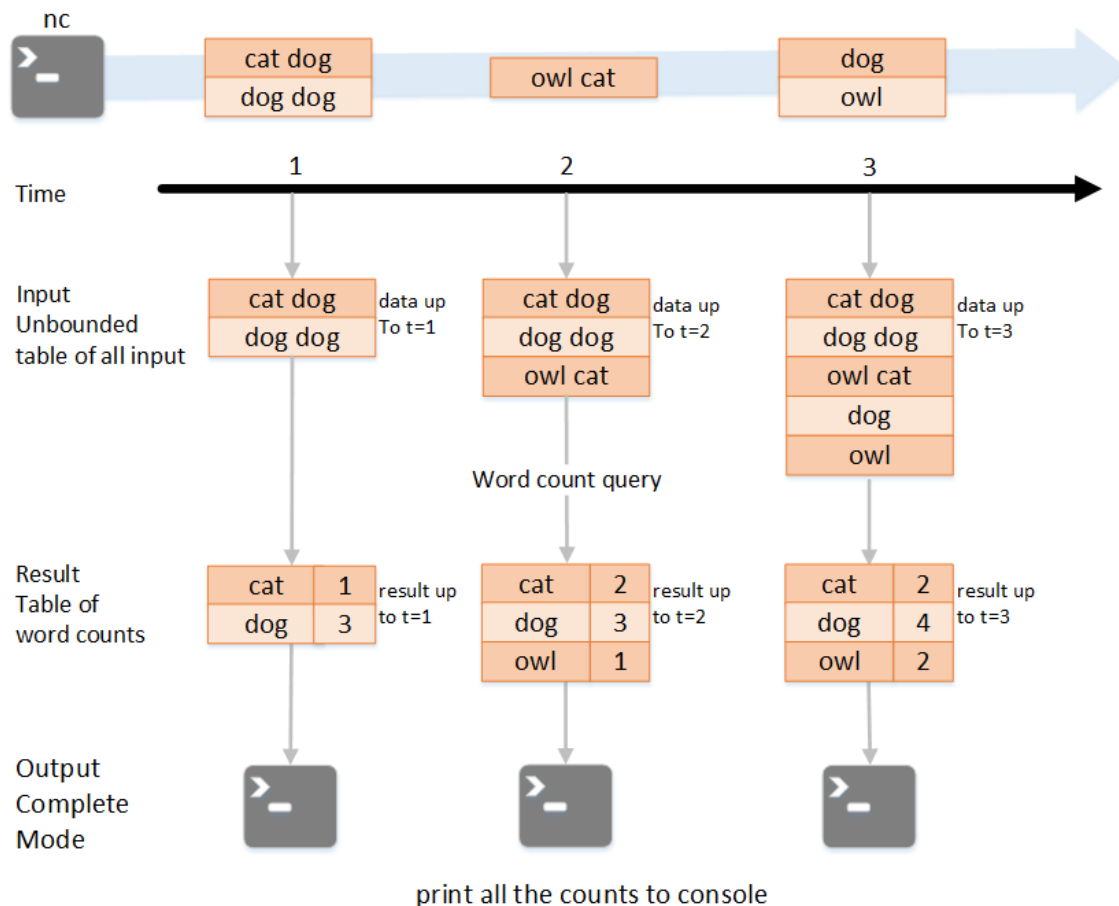 nc
cat dog
dog dog
owl cat
dog
owl
Time
1
2
3
Input
Unbounded
table of all input
cat dog
dog dog
data up
To t=1
cat dog
dog dog
owl cat
data up
To t=2
cat dog
dog dog
owl cat
dog
owl
data up
To t=3
Word count query
Result
Table of
word counts
cat 1
dog 3
result up
to t=1
cat 2
dog 3
owl 1
result up
to t=2
cat 2
dog 4
owl 2
result up
to t=3
Output
Complete
Mode
print all the counts to console